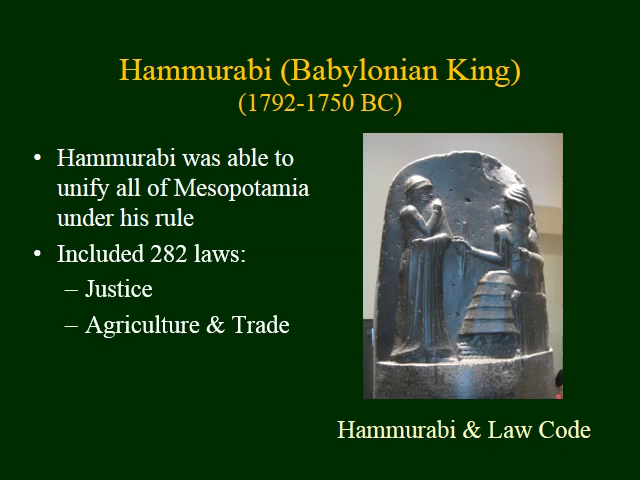 Hammurabi (Babylonian King)
(1792-1750 BC)
• Hammurabi was able to
unify all of Mesopotamia
under his rule
• Included 282 laws:
– Justice
– Agriculture & Trade
Hammurabi & Law Code